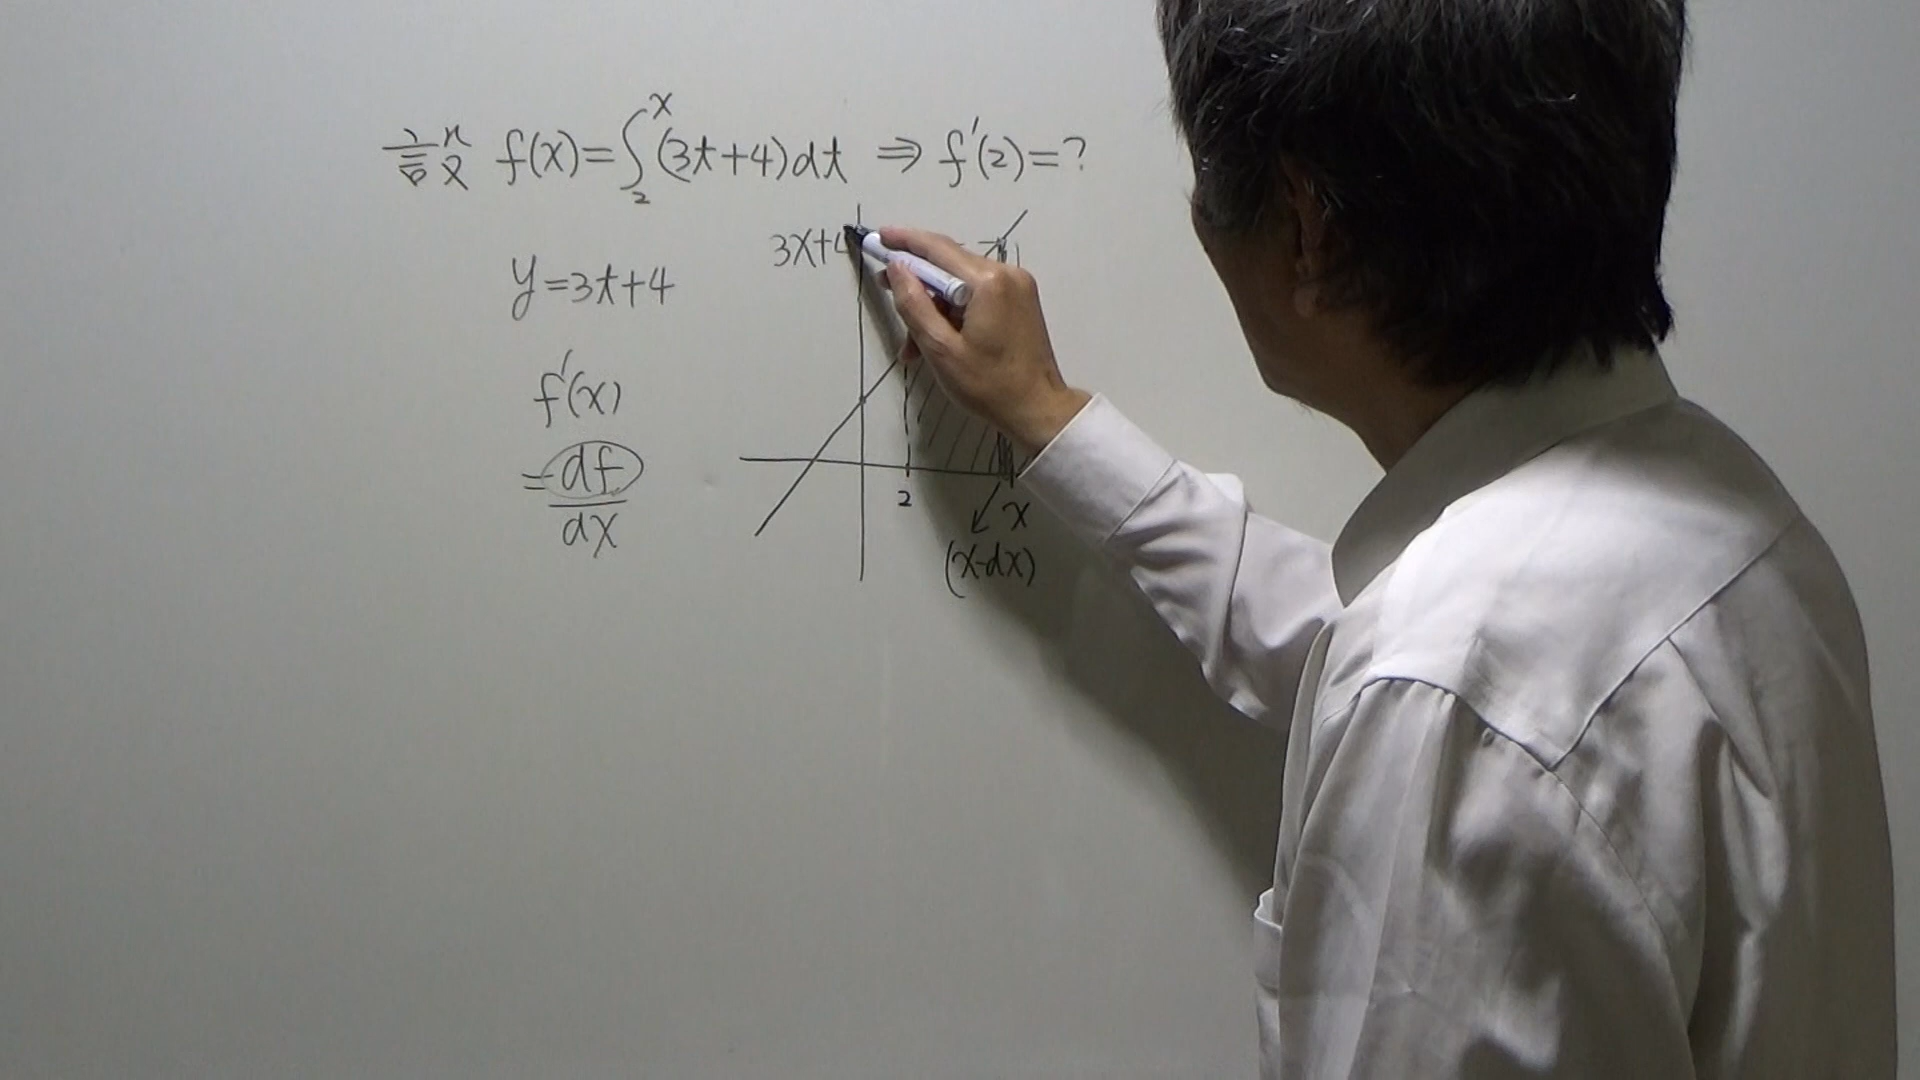 設 f(x)=∫₂ˣ(3t+4)dt ⇒ f'(2)=?
3x+4
y=3t+4
f'(x)
=df/dx
2
x
(x-dx)